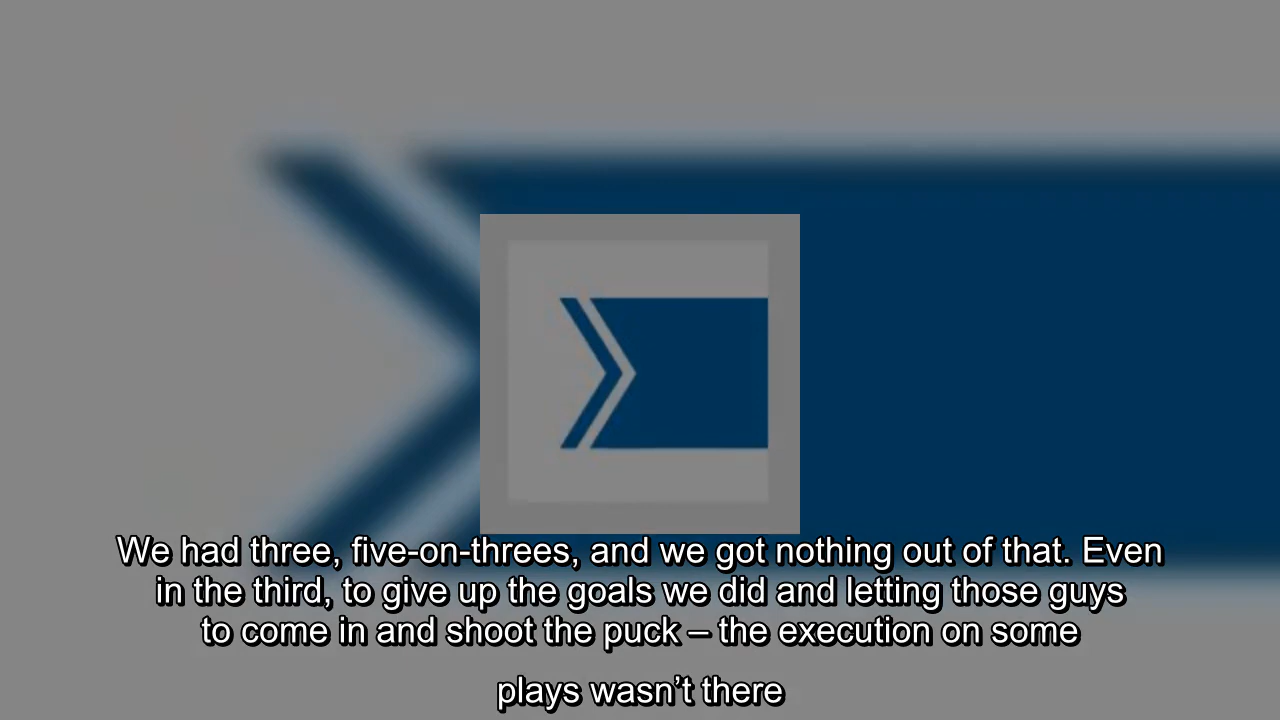 We had three, five-on-threes, and we got nothing out of that. Even
in the third, to give up the goals we did and letting those guys
to come in and shoot the puck – the execution on some
plays wasn’t there